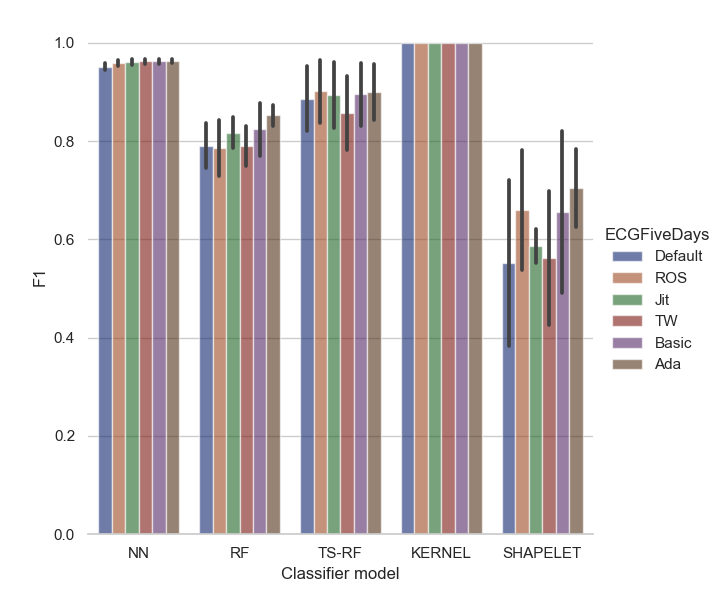 1.0
0.8
0.6
0.4
0.2
0.0
F1
NN
RF
TS-RF
KERNEL
SHAPELET
Classifier model
ECGFiveDays
Default
ROS
Jit
TW
Basic
Ada